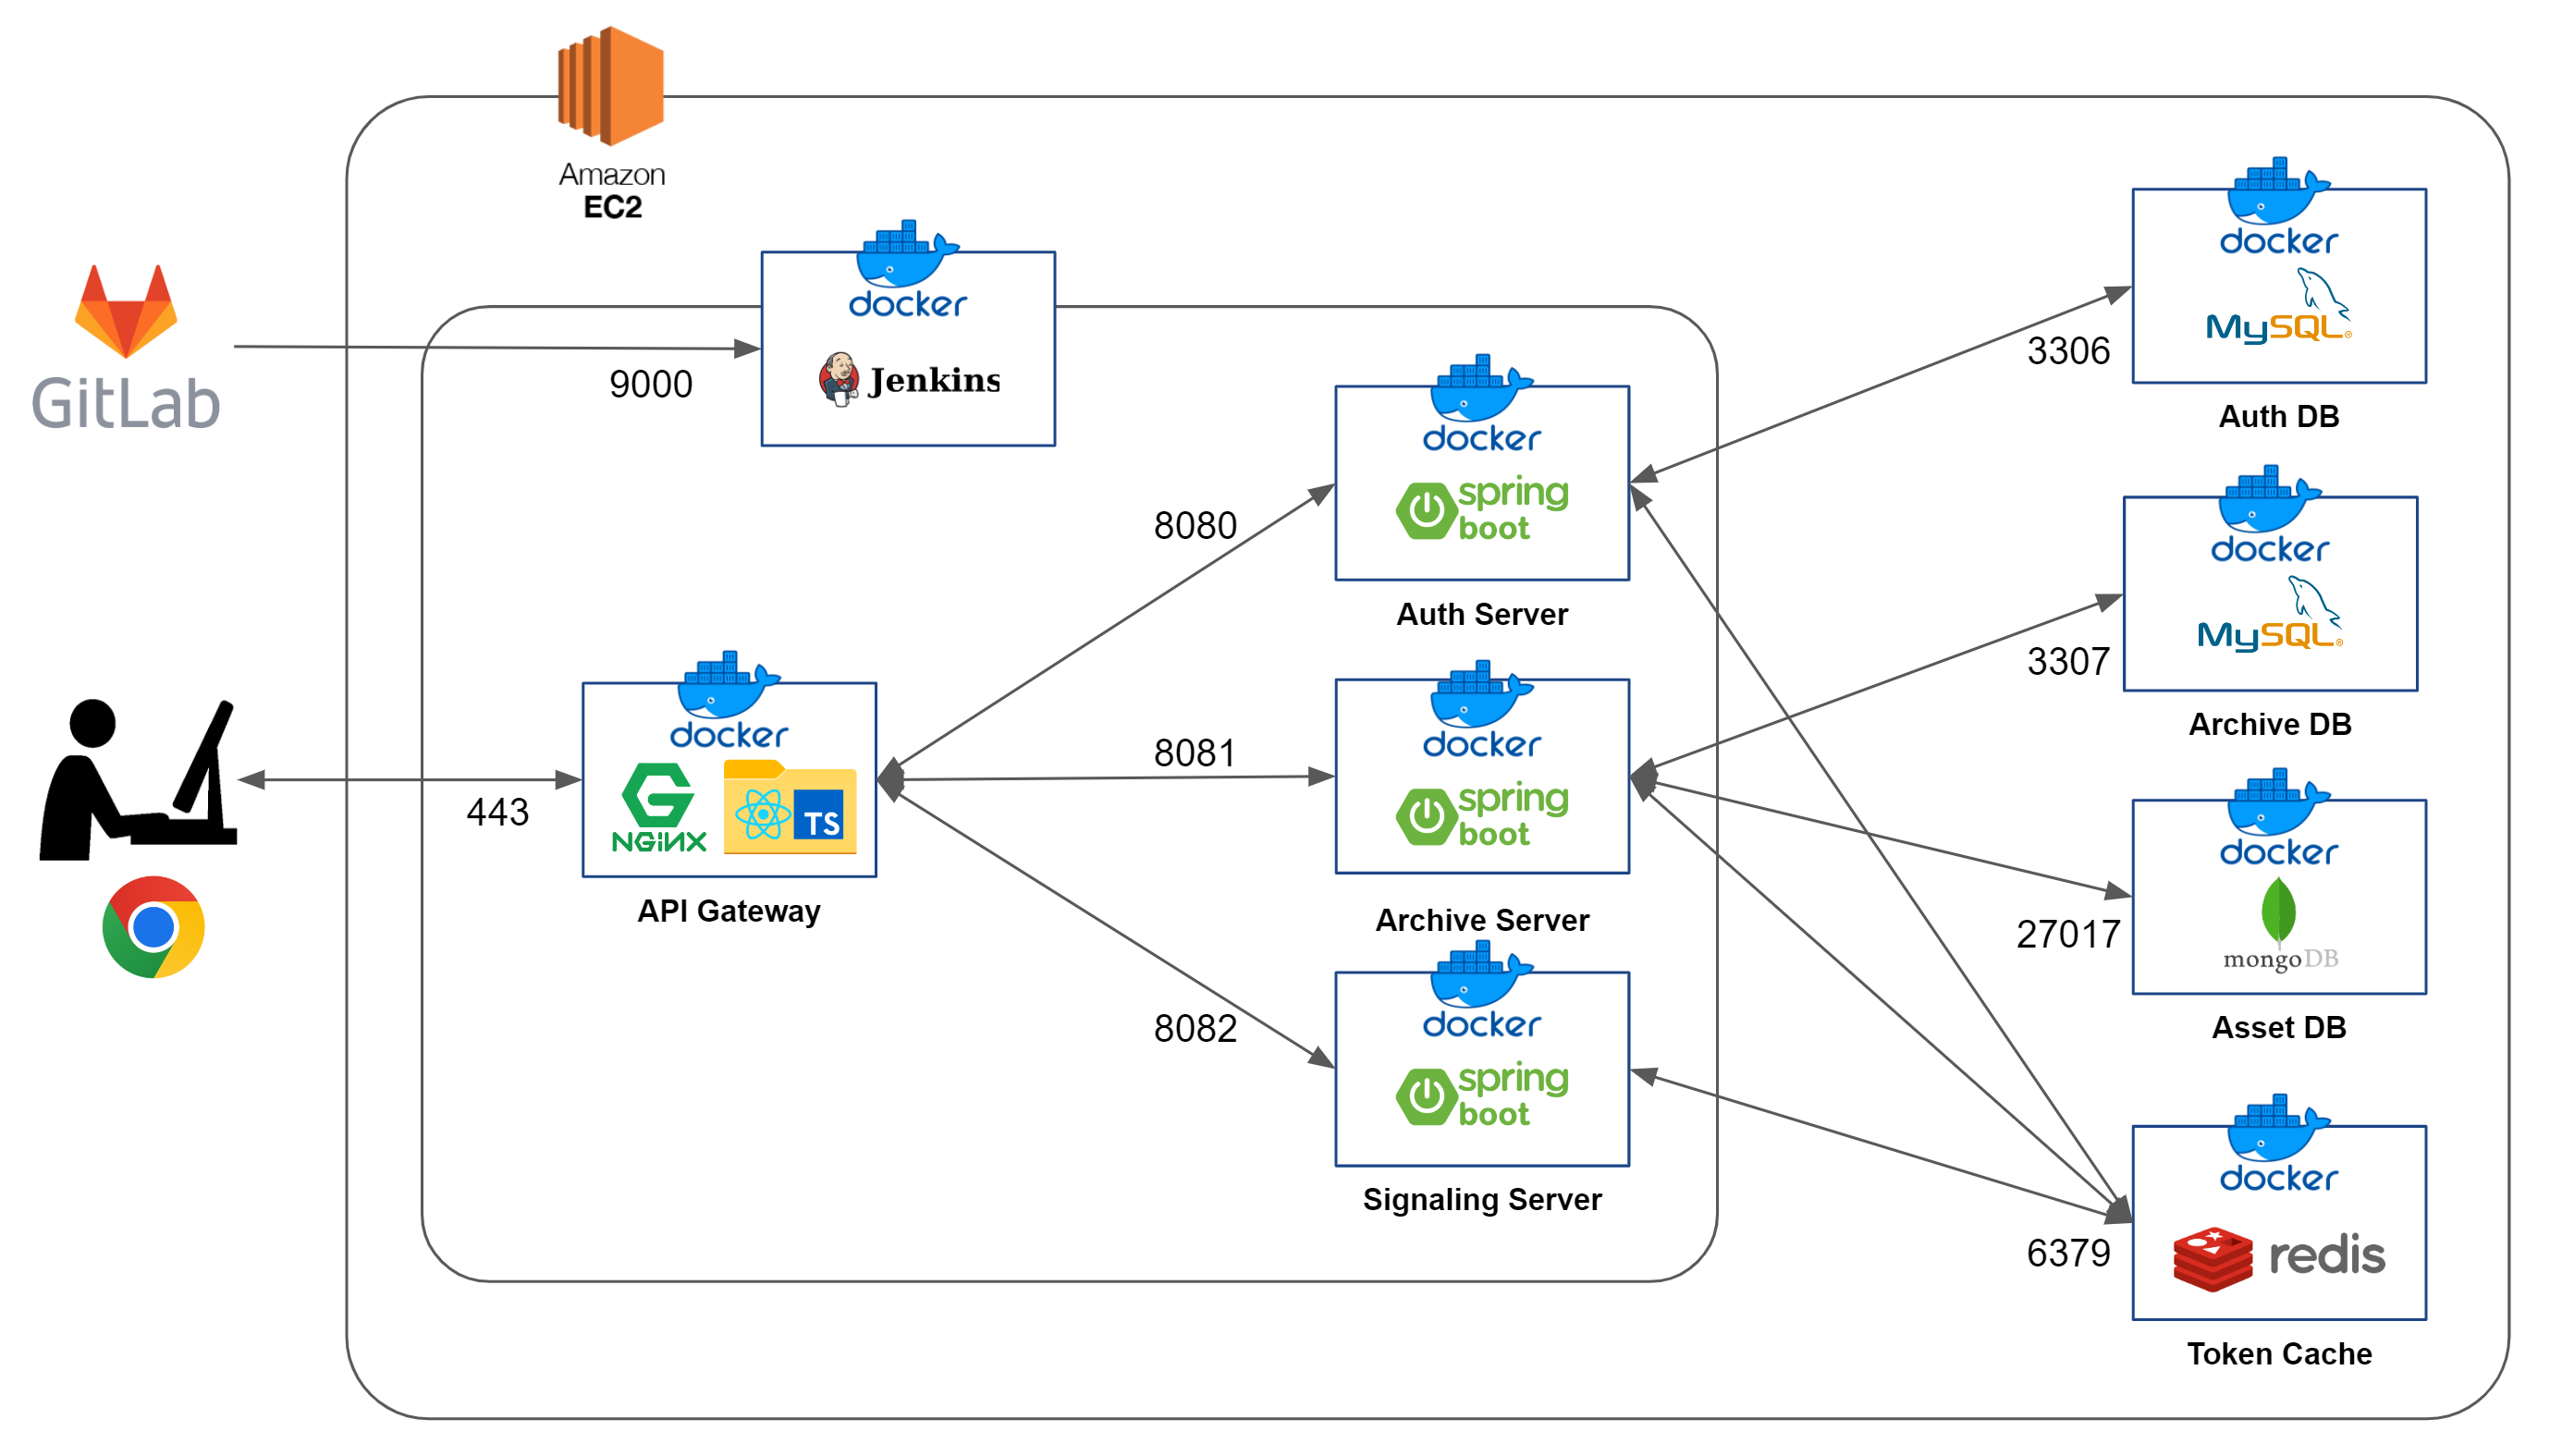 Amazon
EC2
GitLab
9000
docker
Jenkins
443
docker
NGiNX
TS
API Gateway
8080
8081
8082
docker
spring
boot
Auth Server
docker
spring
boot
Archive Server
docker
spring
boot
Signaling Server
3306
docker
MySQL®
Auth DB
3307
docker
MySQL®
Archive DB
27017
docker
mongoDB
Asset DB
6379
docker
redis
Token Cache